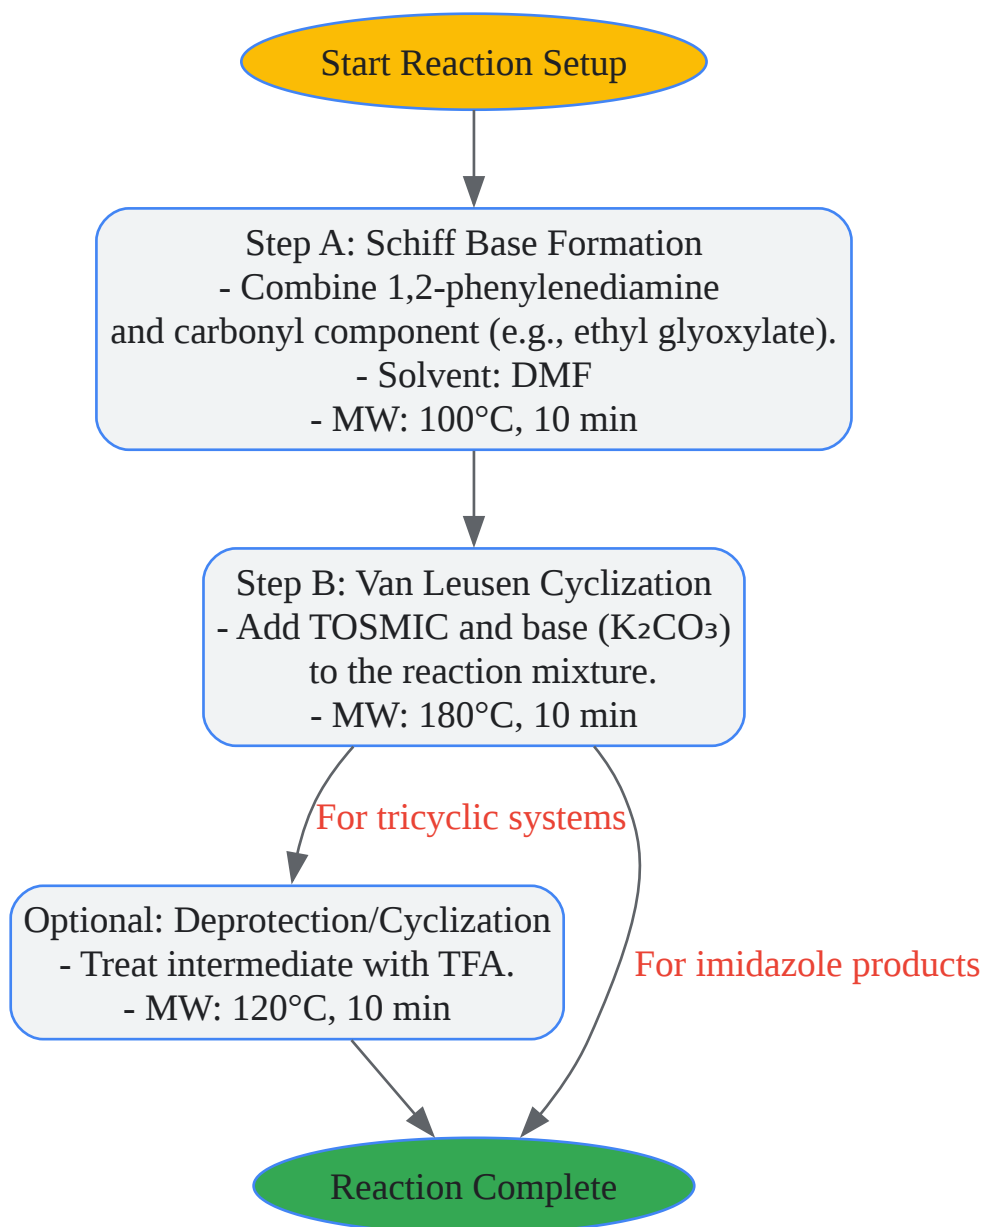 Start Reaction Setup
Step A: Schiff Base Formation
- Combine 1,2-phenylenediamine
and carbonyl component (e.g., ethyl glyoxylate).
- Solvent: DMF
- MW: 100°C, 10 min
Step B: Van Leusen Cyclization
- Add TOSMIC and base (K₂CO₃)
to the reaction mixture.
- MW: 180°C, 10 min
For tricyclic systems
Optional: Deprotection/Cyclization
- Treat intermediate with TFA.
- MW: 120°C, 10 min
For imidazole products
Reaction Complete